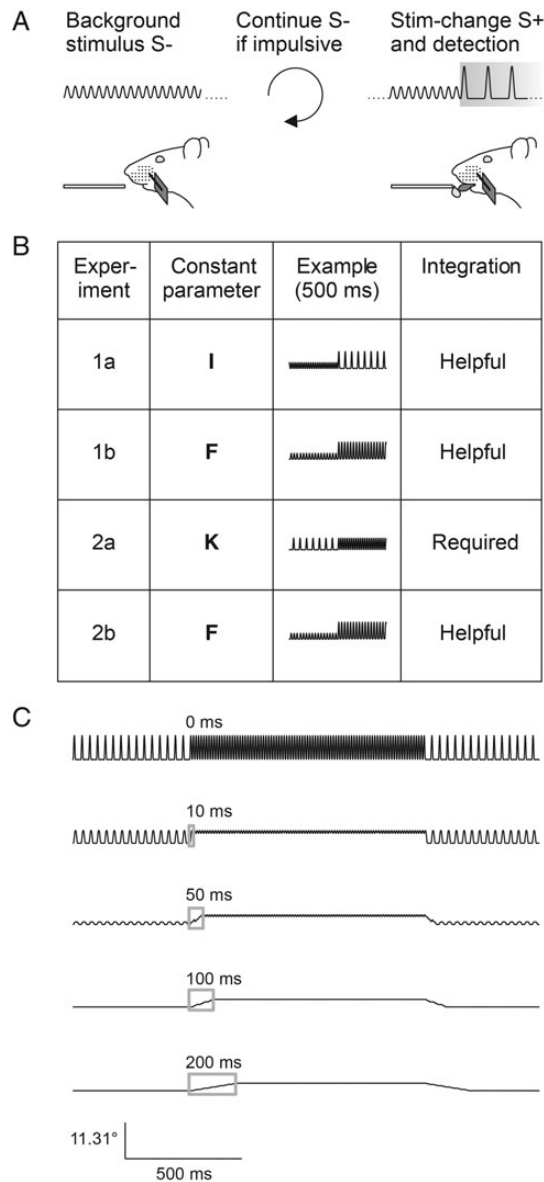 A
Background
stimulus S-
Continue S-
if impulsive
Stim-change S+
and detection
B
Exper-
iment
Constant
parameter
Example
(500 ms)
Integration
1a
I
Helpful
1b
F
Helpful
2a
K
Required
2b
F
Helpful
C
0 ms
10 ms
50 ms
100 ms
200 ms
11.31°
500 ms